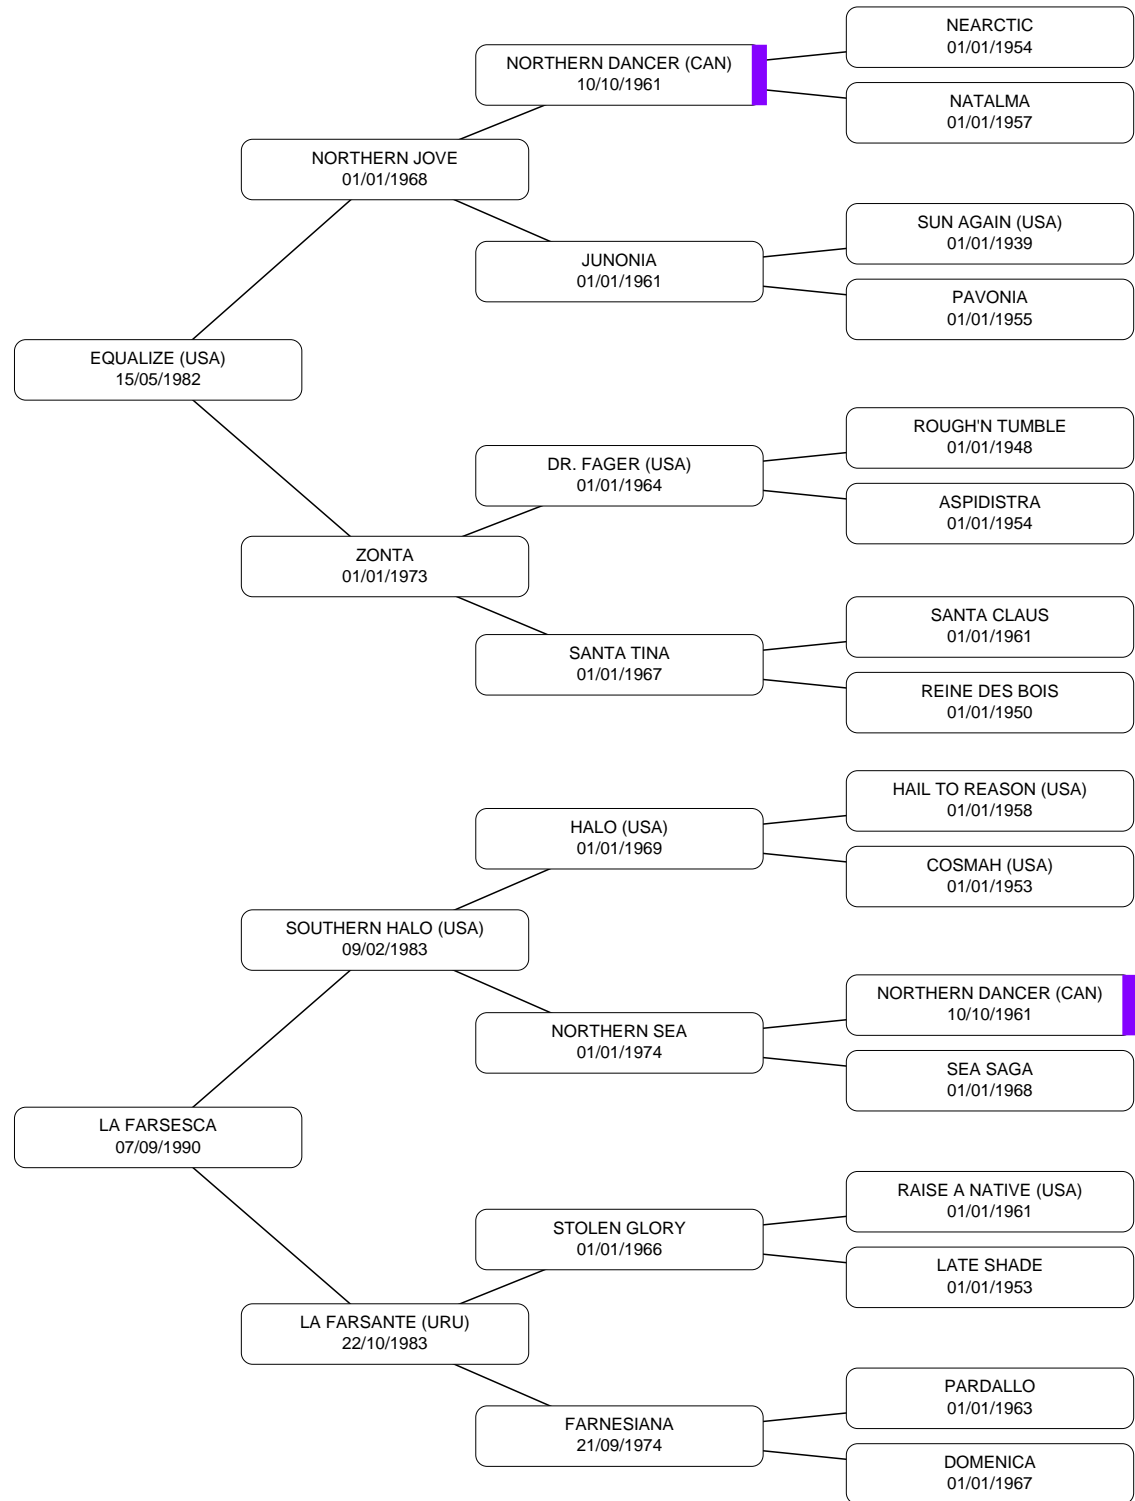 NEARCTIC
01/01/1954
NORTHERN DANCER (CAN)
10/10/1961
NATALMA
01/01/1957
NORTHERN JOVE
01/01/1968
SUN AGAIN (USA)
01/01/1939
JUNONIA
01/01/1961
PAVONIA
01/01/1955
EQUALIZE (USA)
15/05/1982
ROUGH'N TUMBLE
01/01/1948
DR. FAGER (USA)
01/01/1964
ASPIDISTRA
01/01/1954
ZONTA
01/01/1973
SANTA CLAUS
01/01/1961
SANTA TINA
01/01/1967
REINE DES BOIS
01/01/1950
HAIL TO REASON (USA)
01/01/1958
HALO (USA)
01/01/1969
COSMAH (USA)
01/01/1953
SOUTHERN HALO (USA)
09/02/1983
NORTHERN DANCER (CAN)
10/10/1961
NORTHERN SEA
01/01/1974
SEA SAGA
01/01/1968
LA FARSESCA
07/09/1990
RAISE A NATIVE (USA)
01/01/1961
STOLEN GLORY
01/01/1966
LATE SHADE
01/01/1953
LA FARSANTE (URU)
22/10/1983
PARDALLO
01/01/1963
FARNESIANA
21/09/1974
DOMENICA
01/01/1967